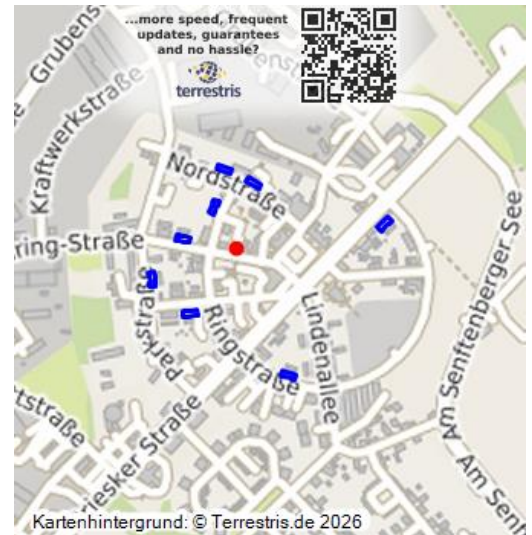 ...more speed, frequent
updates, guarantees
and no hassle?
terrestris
Grubens
Kraftwerkstraße
Nordstraße
ring-Straße
Parkstraße
Ringstraße
Lindenallee
Am Senftenberger See
Am Senf
tstraße
riesker Straße
Kartenhintergrund: © Terrestris.de 2026